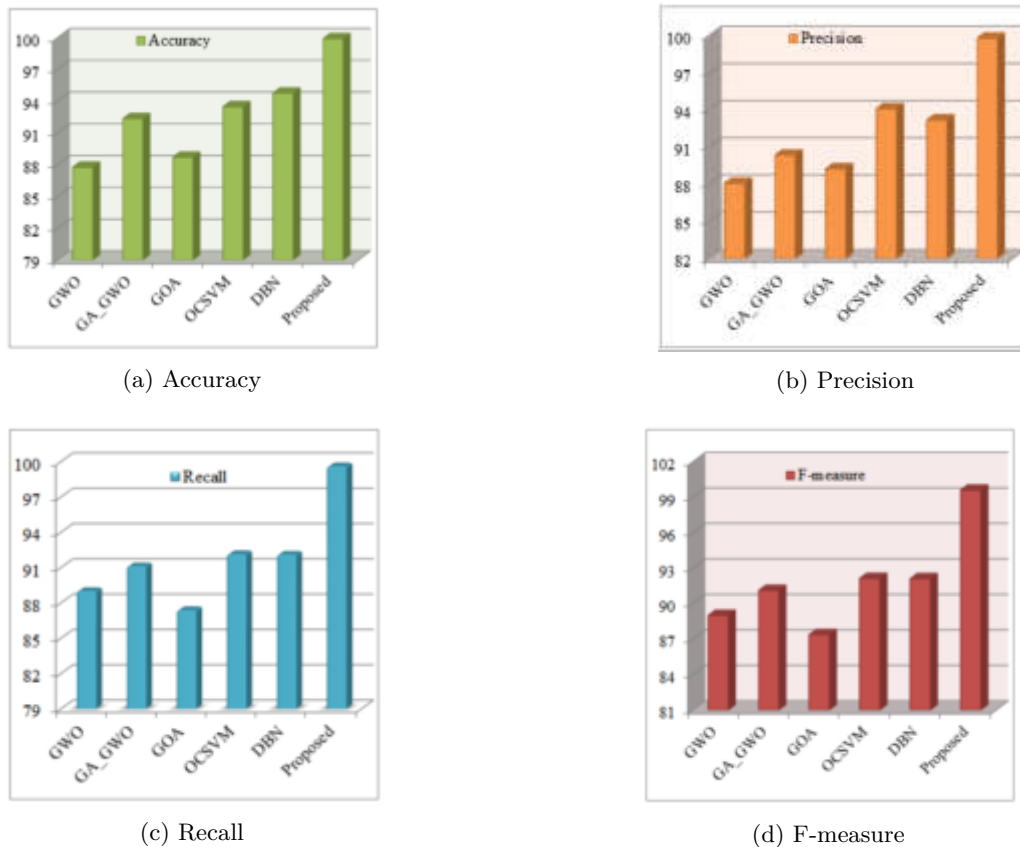 Accuracy
100
97
94
91
88
85
82
79
GWO
GA_GWO
GOA
OCSVM
DBN
Proposed
(a) Accuracy
Precision
100
97
94
91
88
85
82
GWO
GA_GWO
GOA
OCSVM
DBN
Proposed
(b) Precision
Recall
100
97
94
91
88
85
82
79
GWO
GA_GWO
GOA
OCSVM
DBN
Proposed
(c) Recall
F-measure
102
99
96
93
90
87
84
81
GWO
GA_GWO
GOA
OCSVM
DBN
Proposed
(d) F-measure